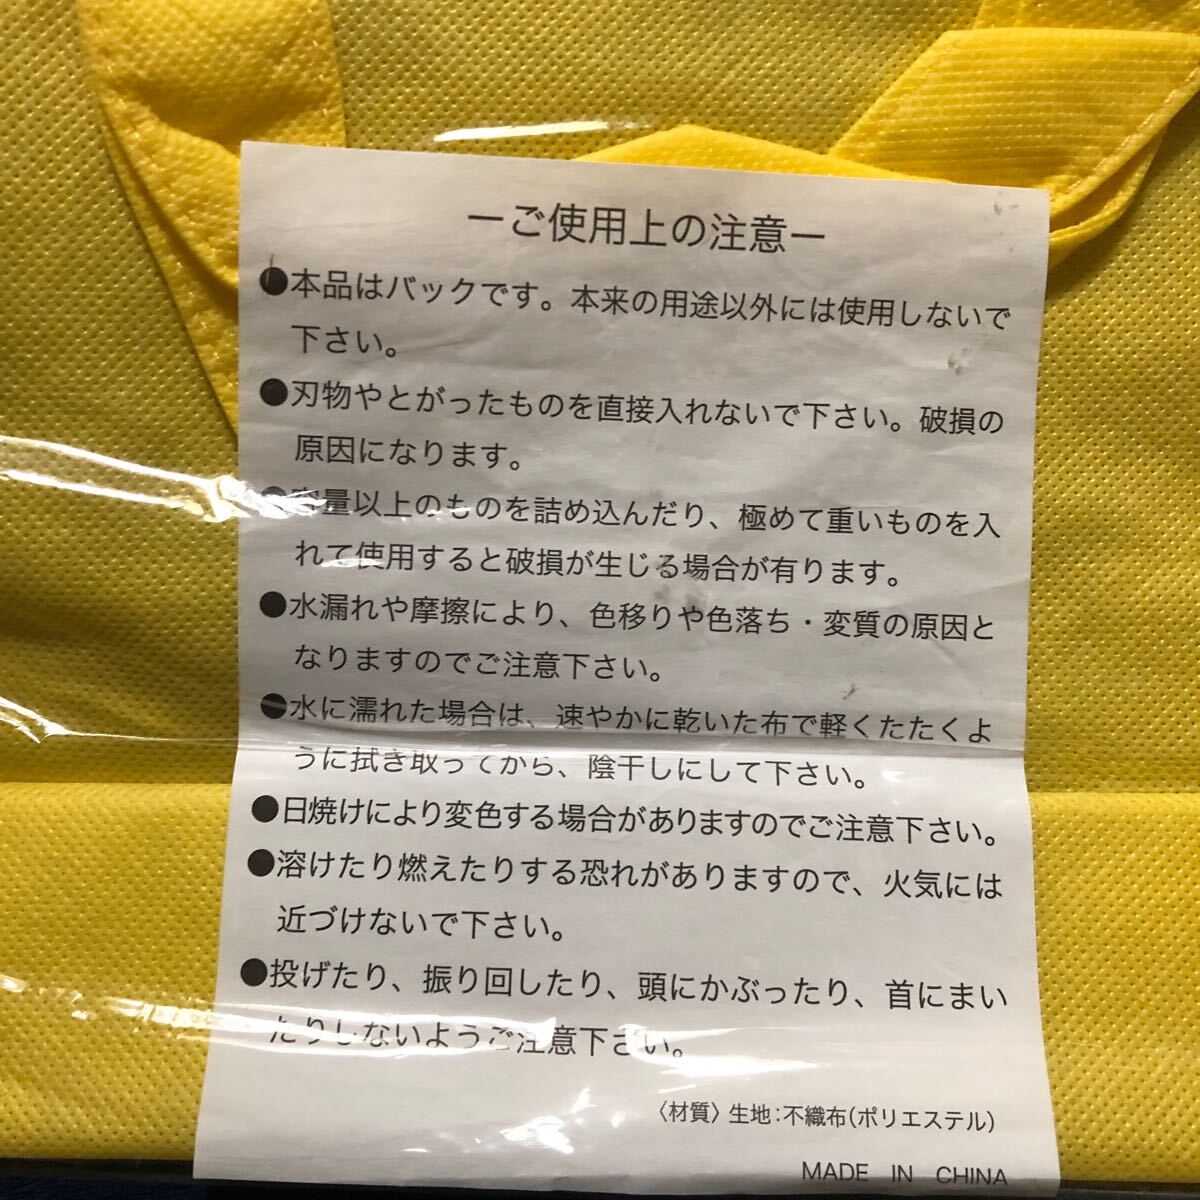 ーご使用上の注意ー
●本品はバックです。本来の用途以外には使用しないで
下さい。
●刃物やとがったものを直接入れないで下さい。破損の
原因になります。
●容量以上のものを詰め込んだり、極めて重いものを入
れて使用すると破損が生じる場合が有ります。
●水漏れや摩擦により、色移りや色落ち・変質の原因と
なりますのでご注意下さい。
●水に濡れた場合は、速やかに乾いた布で軽くたたくよ
うに拭き取ってから、陰干しにして下さい。
●日焼けにより変色する場合がありますのでご注意下さい。
●溶けたり燃えたりする恐れがありますので、火気には
近づけないで下さい。
●投げたり、振り回したり、頭にかぶったり、首にまい
たりしないようご注意下さい。
〈材質〉生地：不織布(ポリエステル)
MADE IN CHINA